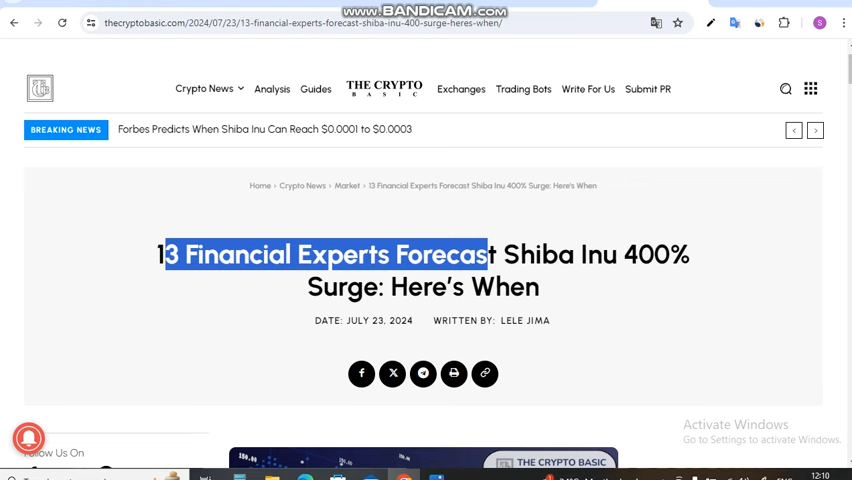 www.BANDICAM.com
thecryptobasic.com/2024/07/23/13-financial-experts-forecast-shiba-inu-400-surge-heres-when/
S
Crypto News
Analysis
Guides
THE CRYPTO
BASIC
Exchanges
Trading Bots
Write For Us
Submit PR
BREAKING NEWS
Forbes Predicts When Shiba Inu Can Reach $0.0001 to $0.0003
Home > Crypto News > Market > 13 Financial Experts Forecast Shiba Inu 400% Surge: Here's When
13 Financial Experts Forecast Shiba Inu 400%
Surge: Here's When
DATE: JULY 23, 2024 WRITTEN BY: LELE JIMA
Activate Windows
Go to Settings to activate Windows.
Follow Us On
THE CRYPTO BASIC
12:10